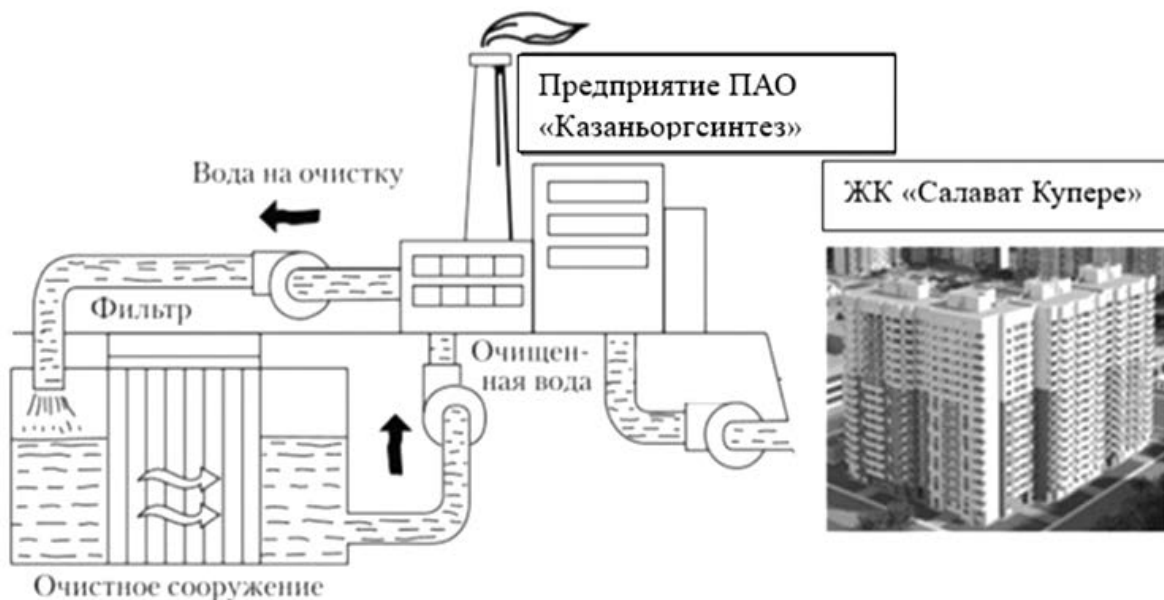 Предприятие ПАО
«Казаньоргсинтез»
Вода на очистку
ЖК «Салават Купере»
Фильтр
Очищен-
ная вода
Очистное сооружение